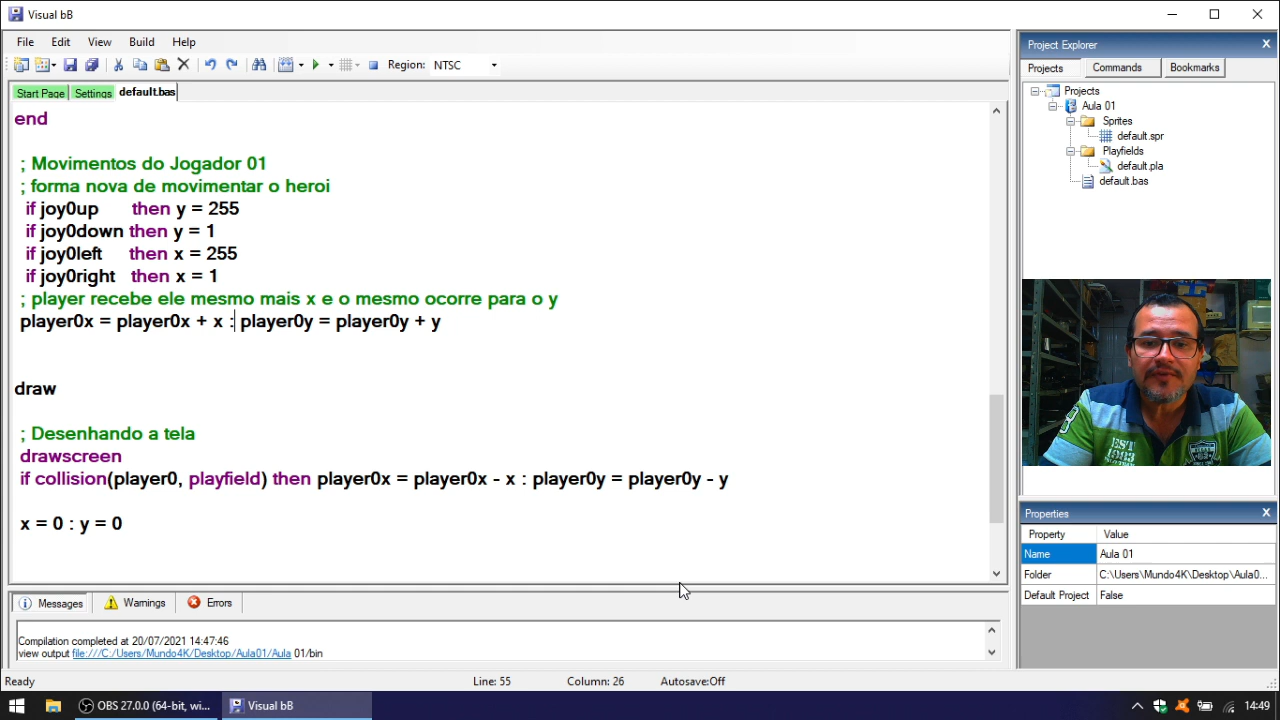 Visual bB
File Edit View Build Help
Region: NTSC
Start Page Settings default.bas
end
; Movimentos do Jogador 01
; forma nova de movimentar o heroi
if joy0up then y = 255
if joy0down then y = 1
if joy0left then x = 255
if joy0right then x = 1
; player recebe ele mesmo mais x e o mesmo ocorre para o y
player0x = player0x + x : player0y = player0y + y
draw
; Desenhando a tela
drawscreen
if collision(player0, playfield) then player0x = player0x - x : player0y = player0y - y
x = 0 : y = 0
Messages Warnings Errors
Compilation completed at 20/07/2021 14:47:46
view output file:///C:/Users/Mundo4K/Desktop/Aula01/Aula 01/bin
Ready Line: 55 Column: 26 Autosave:Off
Project Explorer X
Projects Commands Bookmarks
Projects
Aula 01
Sprites
default.spr
Playfields
default.pla
default.bas
EST
1893
Properties X
Property Value
Name Aula 01
Folder C:\Users\Mundo4K\Desktop\Aula0...
Default Project False
OBS 27.0.0 (64-bit, wi... Visual bB 14:49